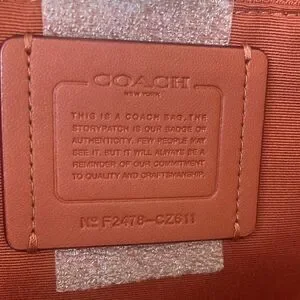 COACH
NEW YORK
THIS IS A COACH BAG. THE
STORYPATCH IS OUR BADGE OF
AUTHENTICITY. FEW PEOPLE MAY
SEE IT, BUT IT WILL ALWAYS BE A
REMINDER OF OUR COMMITMENT
TO QUALITY AND CRAFTSMANSHIP.
Nº F2478-CZ611